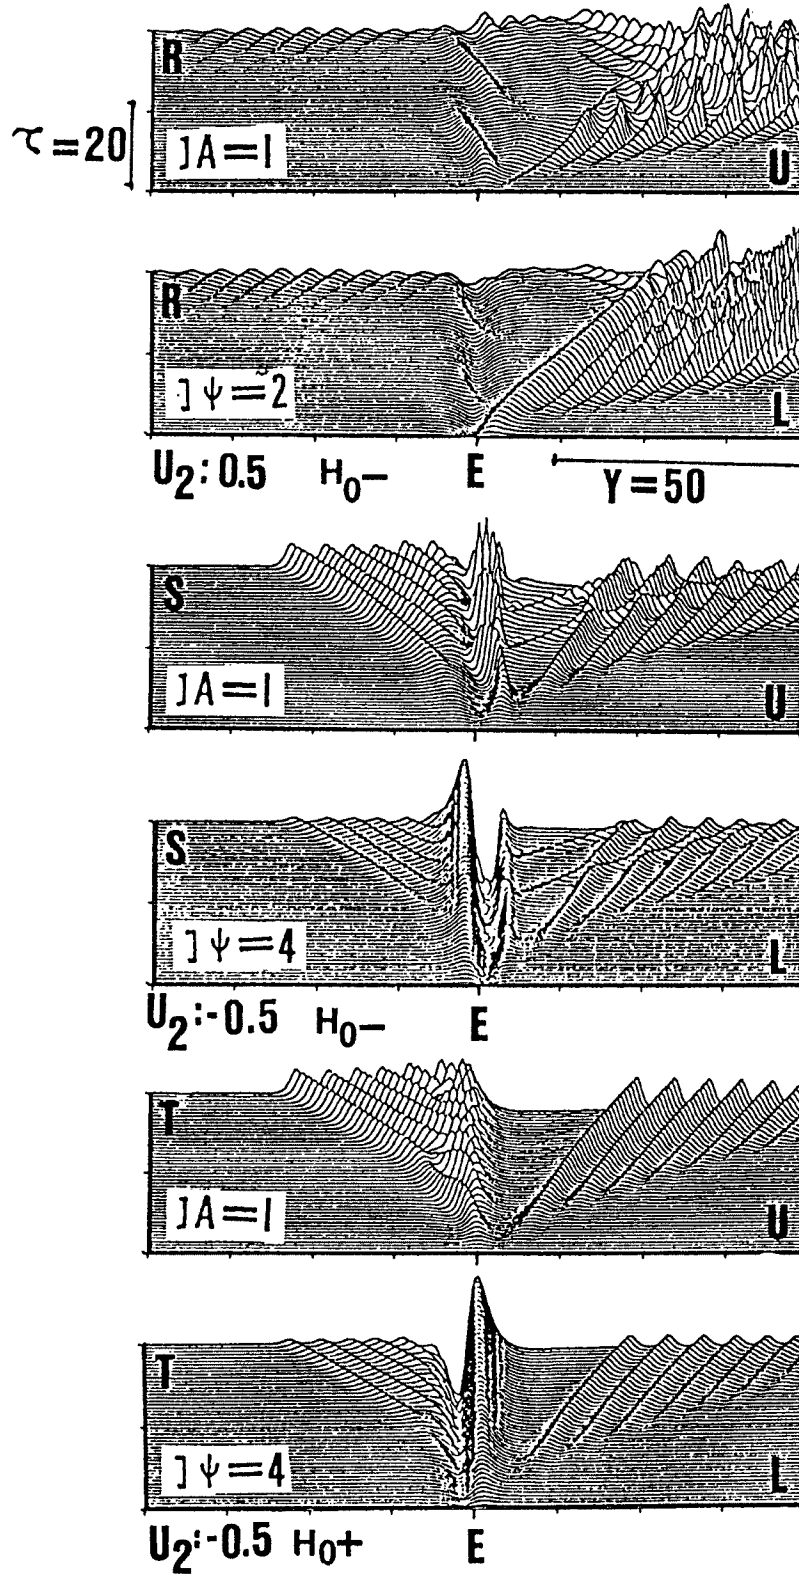 R
τ=20
A=1
U
R
ψ=2
L
U₂:0.5 H₀- E Y=50
S
A=1
U
S
ψ=4
L
U₂:-0.5 H₀- E
T
A=1
U
T
ψ=4
L
U₂:-0.5 H₀+ E